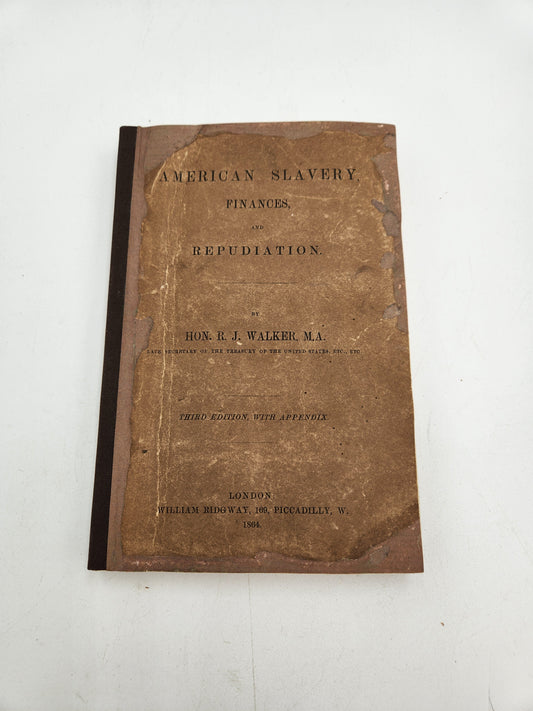 AMERICAN SLAVERY,
FINANCES,
AND
REPUDIATION.
BY
HON. R. J. WALKER, M.A.
LATE SECRETARY OF THE TREASURY OF THE UNITED STATES, ETC., ETC
THIRD EDITION, WITH APPENDIX.
LONDON
WILLIAM RIDGWAY, 169, PICCADILLY, W.
1864.